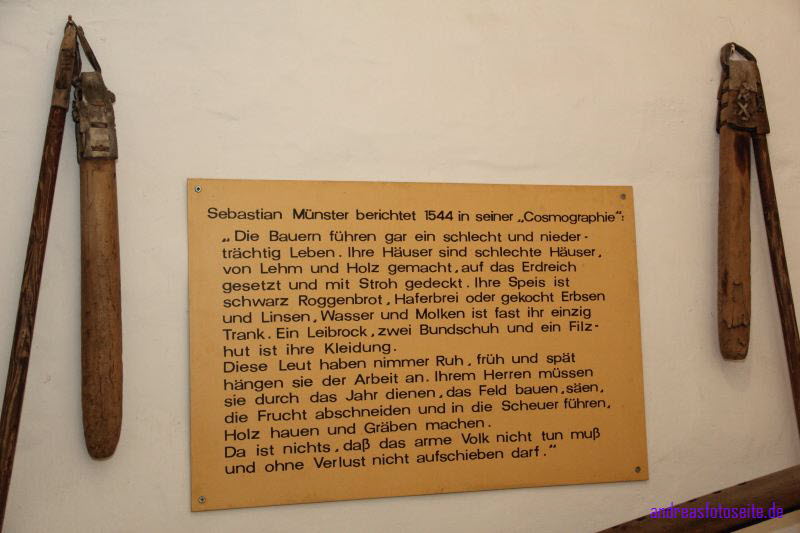 Sebastian Münster berichtet 1544 in seiner „Cosmographie“:
„Die Bauern führen gar ein schlecht und nieder-
trächtig Leben. Ihre Häuser sind schlechte Häuser,
von Lehm und Holz gemacht, auf das Erdreich
gesetzt und mit Stroh gedeckt. Ihre Speis ist
schwarz Roggenbrot, Haferbrei oder gekocht Erbsen
und Linsen, Wasser und Molken ist fast ihr einzig
Trank. Ein Leibrock, zwei Bundschuh und ein Filz-
hut ist ihre Kleidung.
Diese Leut haben nimmer Ruh, früh und spät
hängen sie der Arbeit an. Ihrem Herren müssen
sie durch das Jahr dienen, das Feld bauen, säen,
die Frucht abschneiden und in die Scheuer führen,
Holz hauen und Gräben machen.
Da ist nichts, daß das arme Volk nicht tun muß
und ohne Verlust nicht aufschieben darf.“
andreasfotoseite.de